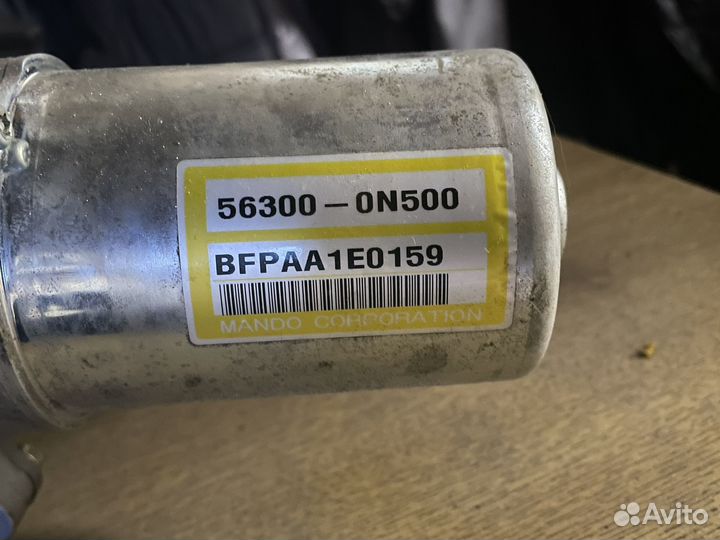 56300-0N500
BFPAA1E0159
MANDO CORPORATION
Avito